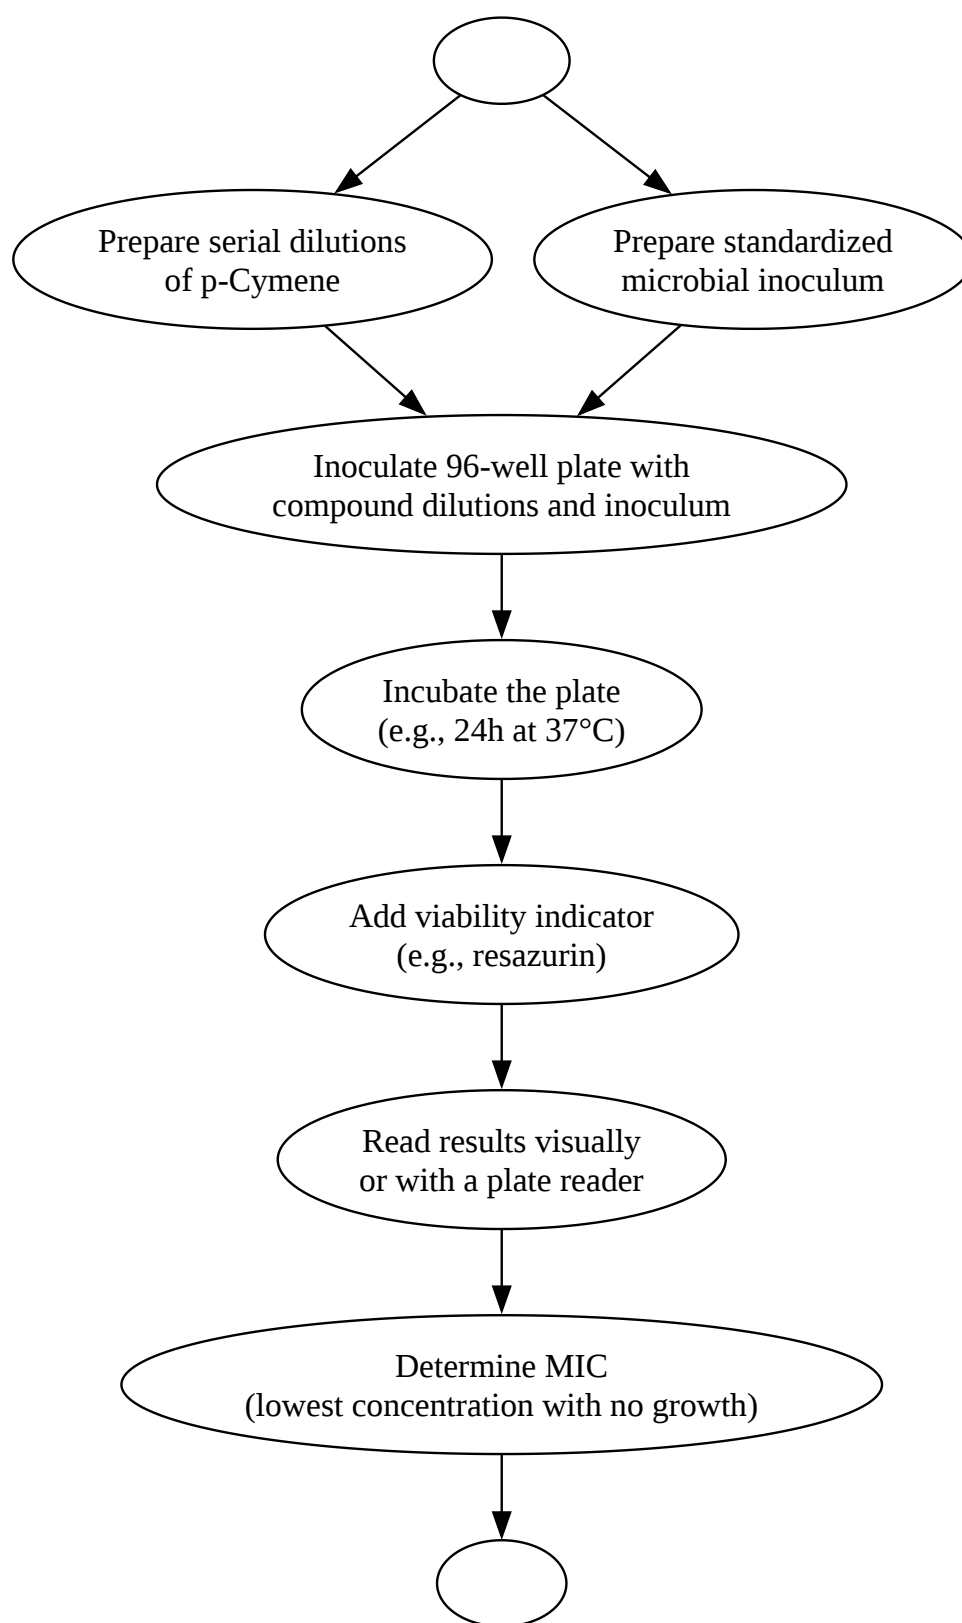 Prepare serial dilutions
of p-Cymene
Prepare standardized
microbial inoculum
Inoculate 96-well plate with
compound dilutions and inoculum
Incubate the plate
(e.g., 24h at 37°C)
Add viability indicator
(e.g., resazurin)
Read results visually
or with a plate reader
Determine MIC
(lowest concentration with no growth)